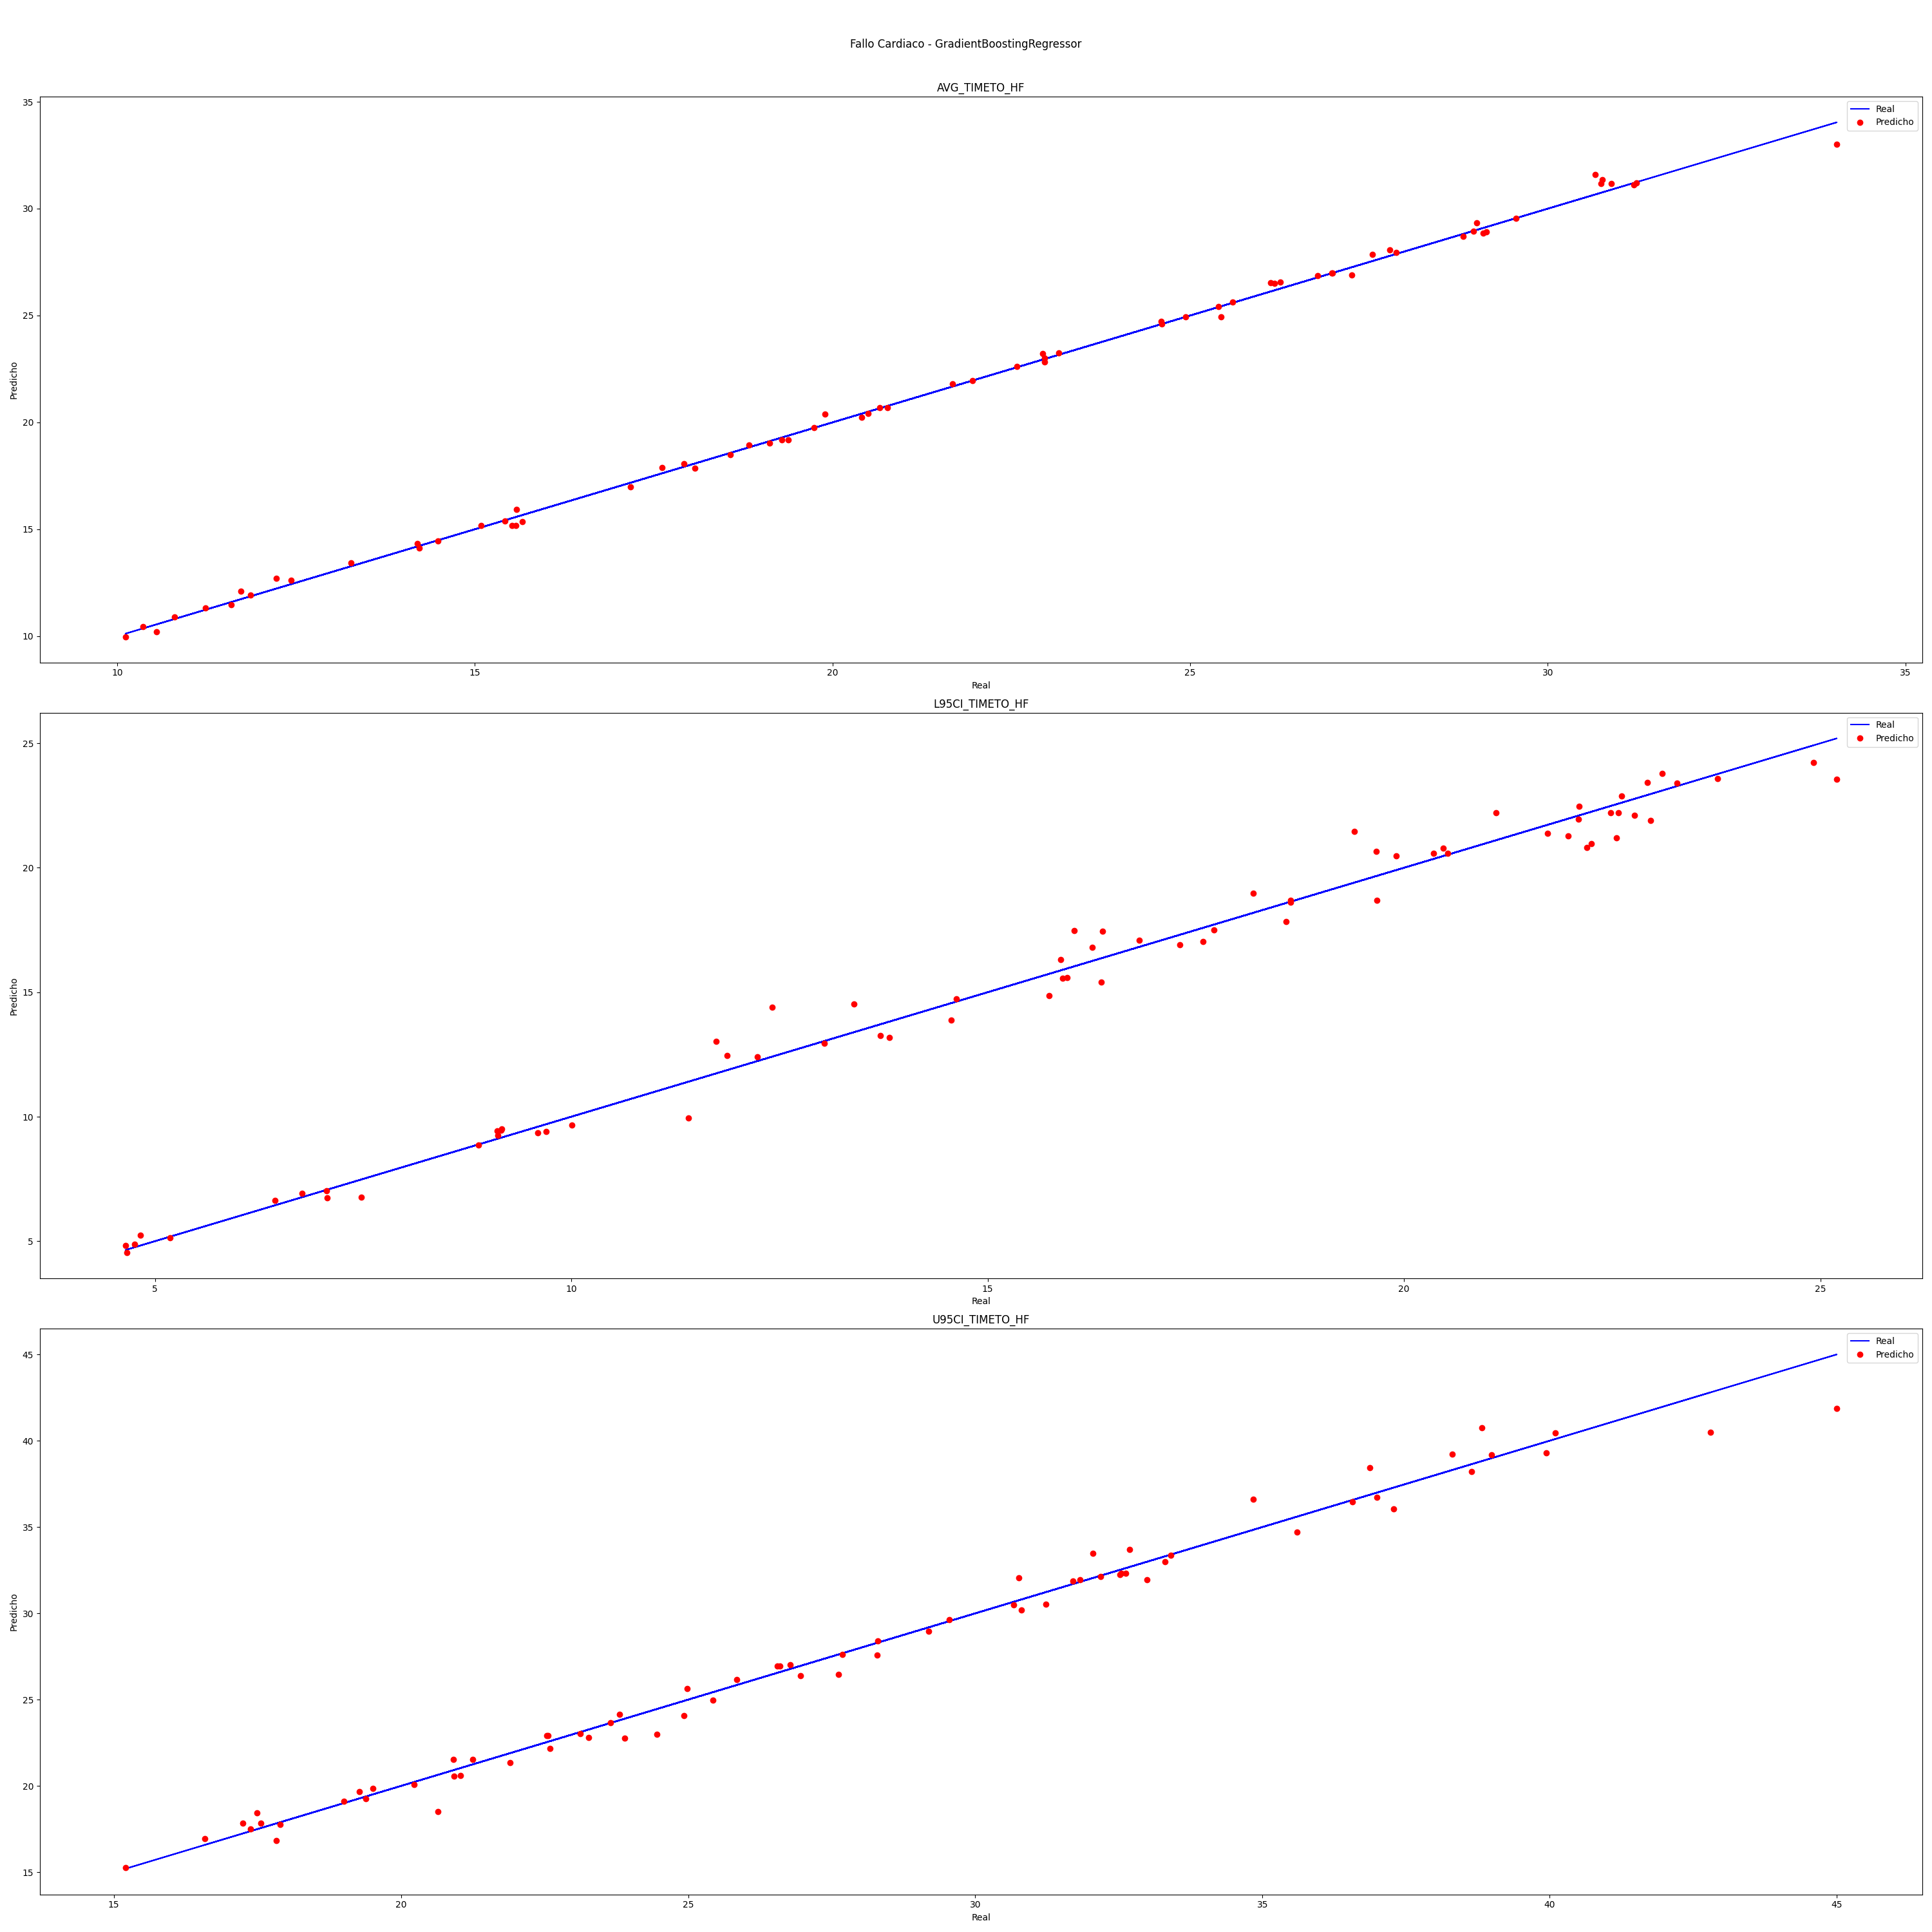 Fallo Cardiaco - GradientBoostingRegressor
AVG_TIMETO_HF
35
30
25
20
15
10
Predicho
Real
Predicho
10 15 20 25 30 35
Real
L95CI_TIMETO_HF
25
20
15
10
5
Predicho
Real
Predicho
5 10 15 20 25
Real
U95CI_TIMETO_HF
45
40
35
30
25
20
15
Predicho
Real
Predicho
15 20 25 30 35 40 45
Real